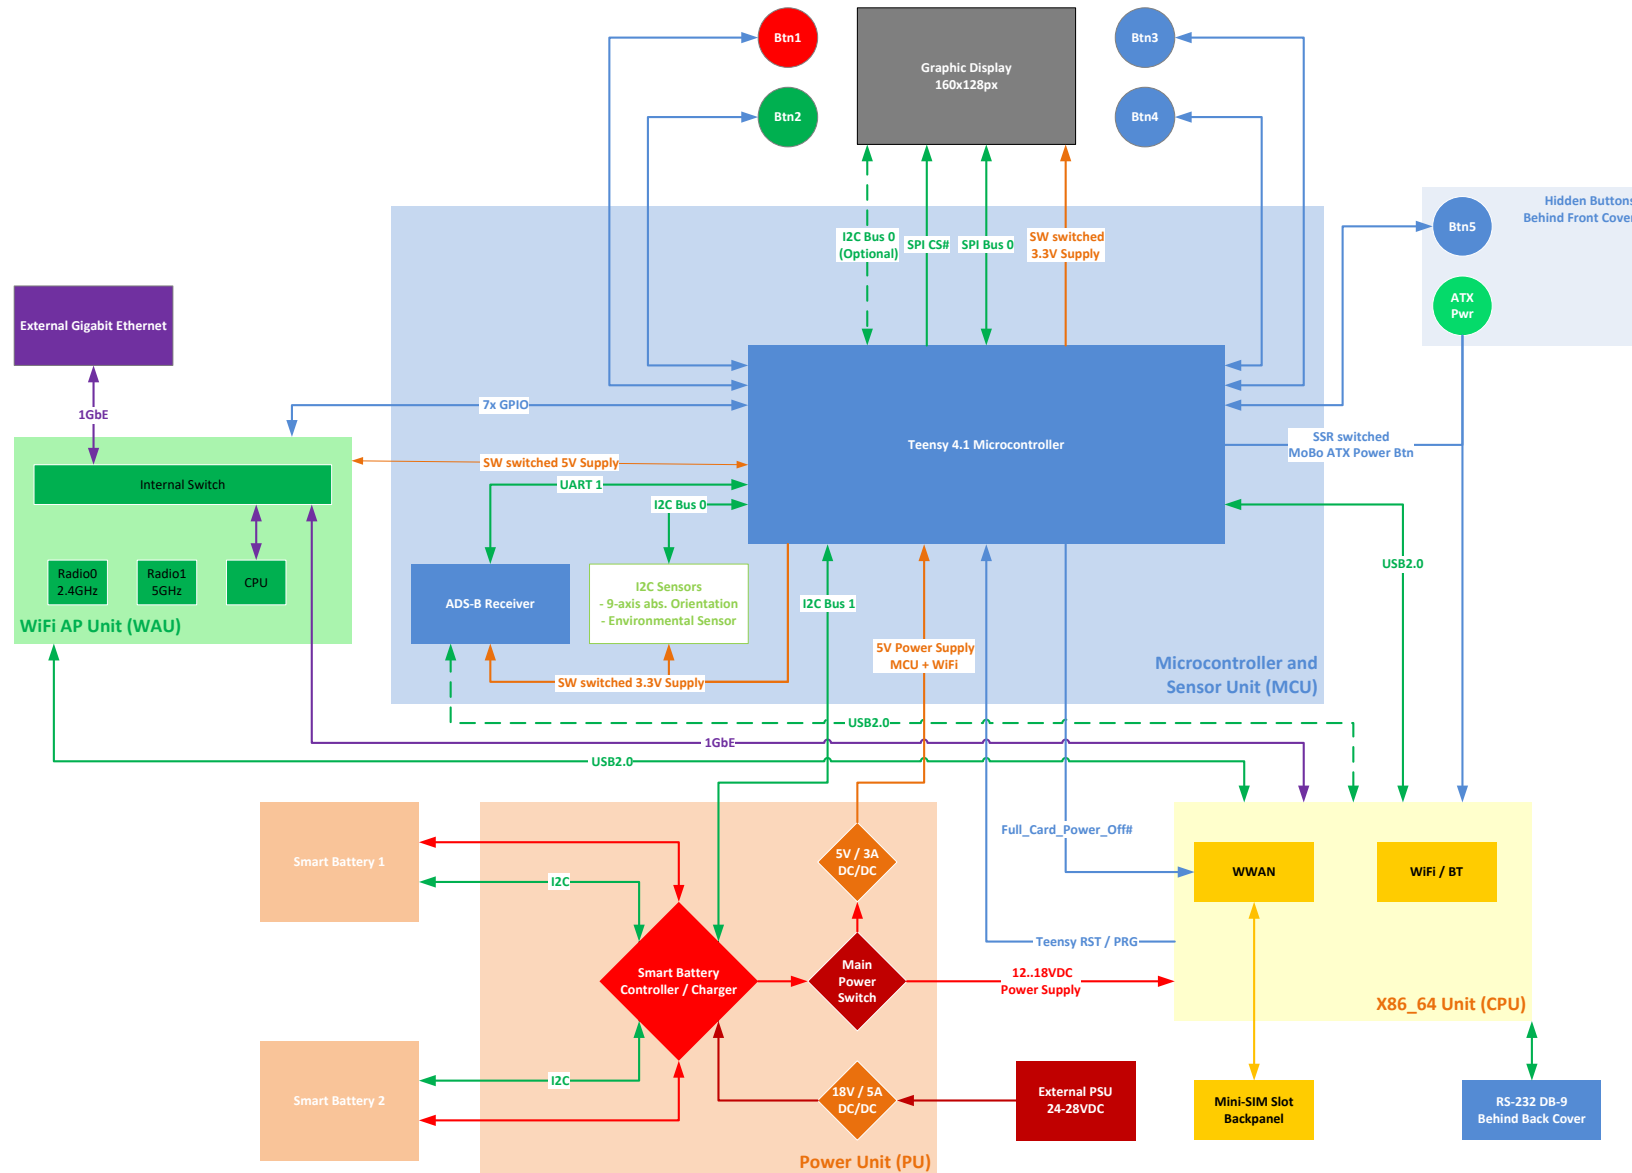 Btn1
Graphic Display
160x128px
Btn3
Btn2
Btn4
Hidden Buttons
Behind Front Cover
Btn5
I2C Bus 0
(Optional)
SPI CS#
SPI Bus 0
SW switched
3.3V Supply
ATX
Pwr
External Gigabit Ethernet
1GbE
7x GPIO
Teensy 4.1 Microcontroller
SSR switched
MoBo ATX Power Btn
SW switched 5V Supply
Internal Switch
UART 1
I2C Bus 0
Radio0
2.4GHz
Radio1
5GHz
CPU
WiFi AP Unit (WAU)
ADS-B Receiver
I2C Sensors
- 9-axis abs. Orientation
- Environmental Sensor
I2C Bus 1
USB2.0
5V Power Supply
MCU + WiFi
Microcontroller and
Sensor Unit (MCU)
SW switched 3.3V Supply
USB2.0
1GbE
USB2.0
Smart Battery 1
I2C
5V / 3A
DC/DC
Full_Card_Power_Off#
WWAN
WiFi / BT
Teensy RST / PRG
Smart Battery
Controller / Charger
Main
Power
Switch
12..18VDC
Power Supply
X86_64 Unit (CPU)
Smart Battery 2
I2C
18V / 5A
DC/DC
External PSU
24-28VDC
Mini-SIM Slot
Backpanel
RS-232 DB-9
Behind Back Cover
Power Unit (PU)